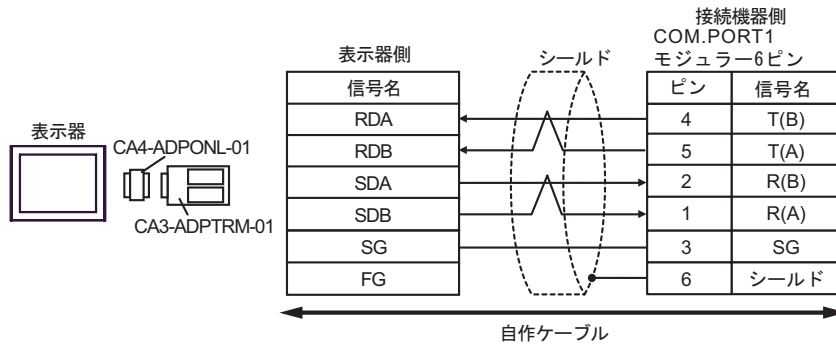 接続機器側
COM.PORT1
モジュラー6ピン
表示器側
シールド
信号名
ピン
信号名
RDA
4
T(B)
RDB
5
T(A)
SDA
2
R(B)
SDB
1
R(A)
SG
3
SG
FG
6
シールド
表示器
CA4-ADPONL-01
CA3-ADPTRM-01
自作ケーブル